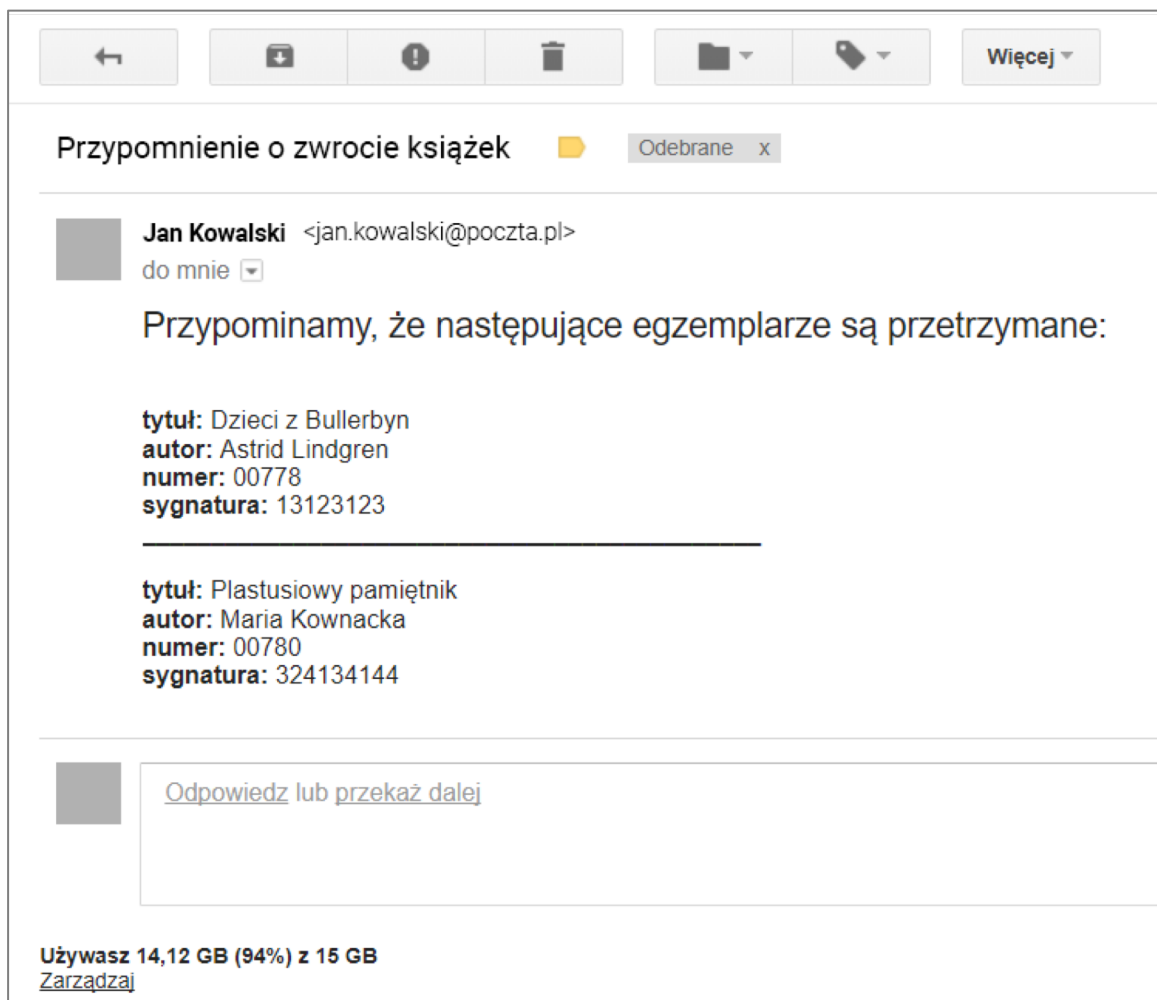 Więcej
Przypomnienie o zwrocie książek Odebrane x
Jan Kowalski <jan.kowalski@poczta.pl>
do mnie
Przypominamy, że następujące egzemplarze są przetrzymane:
tytuł: Dzieci z Bullerbyn
autor: Astrid Lindgren
numer: 00778
sygnatura: 13123123
tytuł: Plastusiowy pamiętnik
autor: Maria Kownacka
numer: 00780
sygnatura: 324134144
Odpowiedz lub przekaż dalej
Używasz 14,12 GB (94%) z 15 GB
Zarządzaj